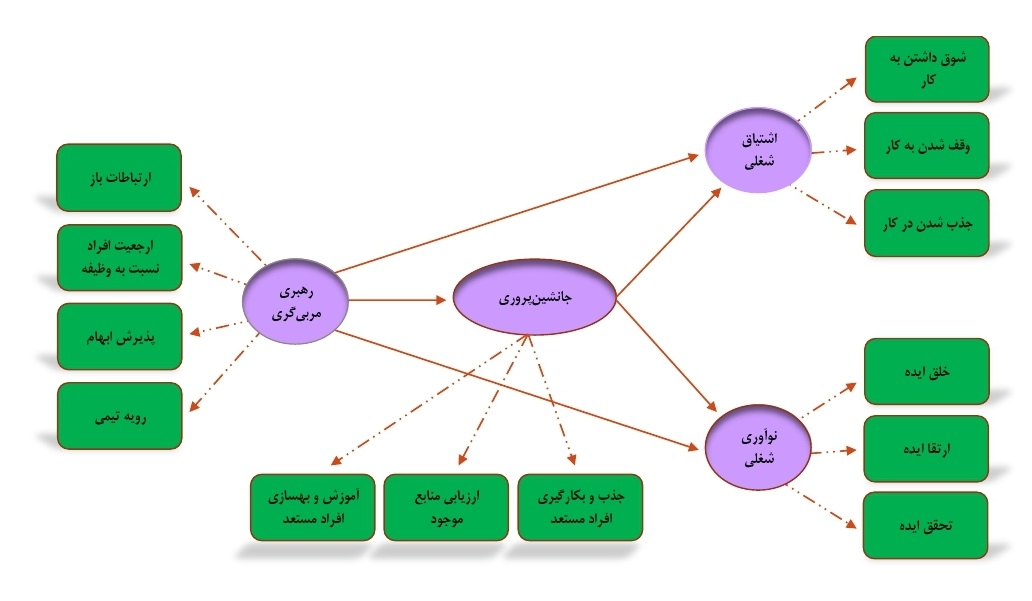 شوق داشتن به
کار
وقف شدن به کار
جذب شدن در کار
اشتیاق
شغلی
ارتباطات باز
ارجعیت افراد
نسبت به وظیفه
پذیرش ابهام
رویه تیمی
رهبری
مربی‌گری
جانشین‌پروری
خلق ایده
ارتقا ایده
تحقق ایده
نوآوری
شغلی
جذب و بکارگیری
افراد مستعد
ارزیابی منابع
موجود
آموزش و بهسازی
افراد مستعد